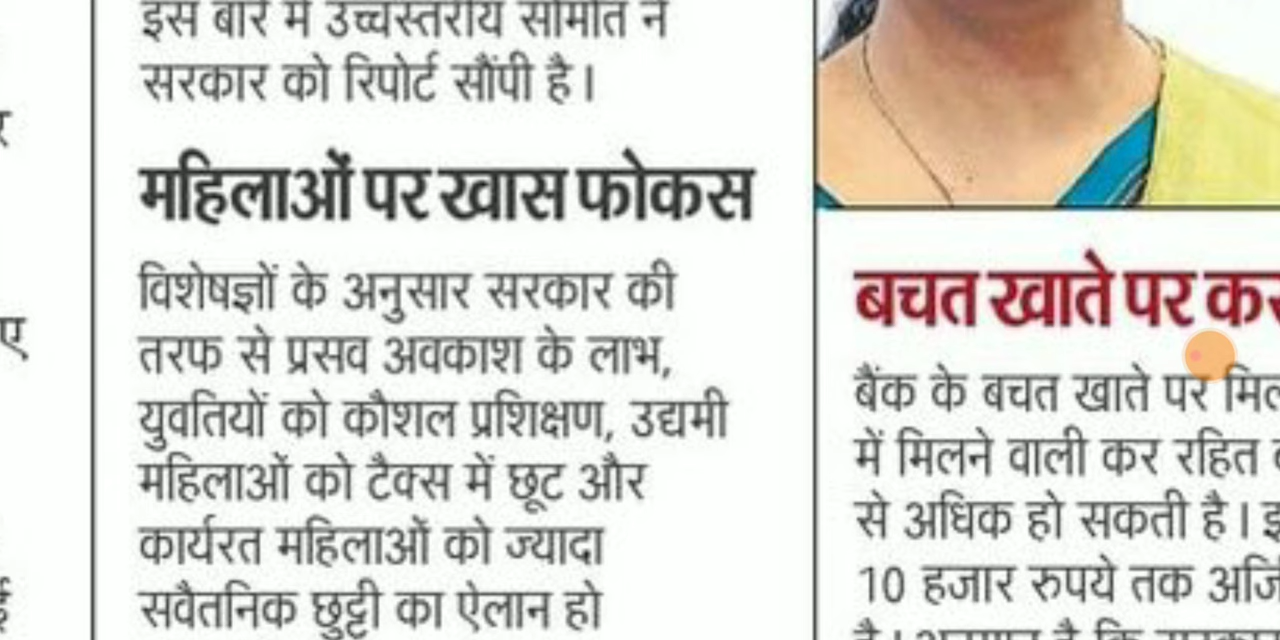 इस बारे में उच्चस्तरीय समिति ने
सरकार को रिपोर्ट सौंपी है।
महिलाओं पर खास फोकस
विशेषज्ञों के अनुसार सरकार की
तरफ से प्रसव अवकाश के लाभ,
युवतियों को कौशल प्रशिक्षण, उद्यमी
महिलाओं को टैक्स में छूट और
कार्यरत महिलाओं को ज्यादा
सवैतनिक छुट्टी का ऐलान हो
बचत खाते पर
बैंक के बचत खाते पर
में मिलने वाली कर रहित
से अधिक हो सकती है।
10 हजार रुपये तक